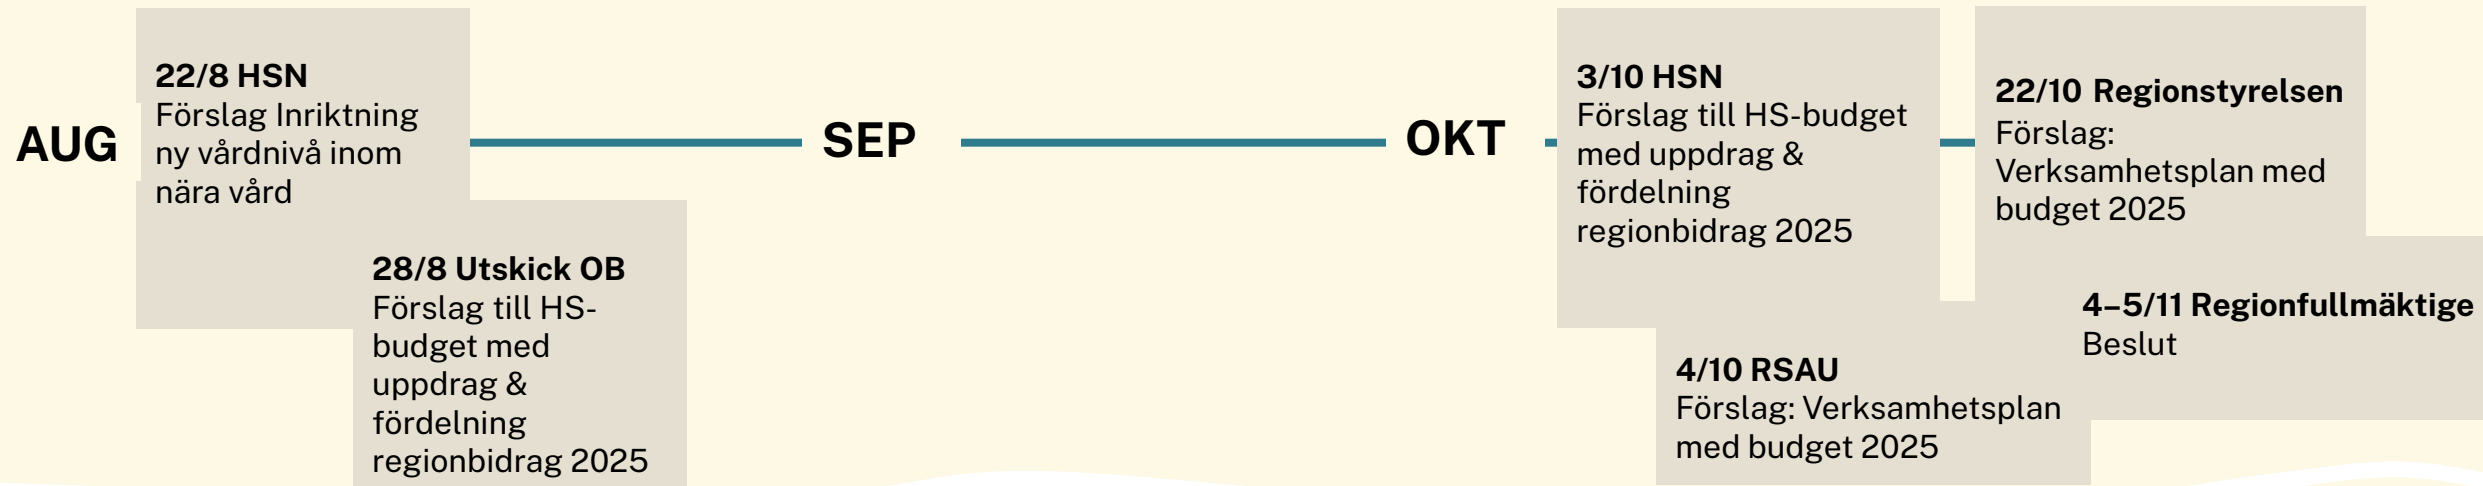 AUG
22/8 HSN
Förslag Inriktning
ny vårdnivå inom
nära vård
28/8 Utskick OB
Förslag till HS-
budget med
uppdrag &
fördelning
regionbidrag 2025
SEP
OKT
3/10 HSN
Förslag till HS-budget
med uppdrag &
fördelning
regionbidrag 2025
4/10 RSAU
Förslag: Verksamhetsplan
med budget 2025
22/10 Regionstyrelsen
Förslag:
Verksamhetsplan med
budget 2025
4–5/11 Regionfullmäktige
Beslut